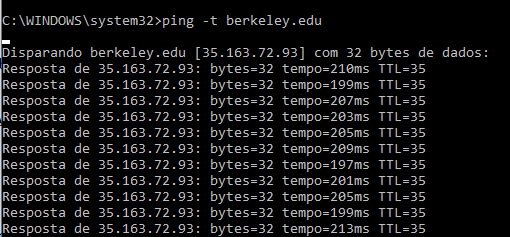 C:\WINDOWS\system32>ping -t berkeley.edu
Disparando berkeley.edu [35.163.72.93] com 32 bytes de dados:
Resposta de 35.163.72.93: bytes=32 tempo=210ms TTL=35
Resposta de 35.163.72.93: bytes=32 tempo=199ms TTL=35
Resposta de 35.163.72.93: bytes=32 tempo=207ms TTL=35
Resposta de 35.163.72.93: bytes=32 tempo=203ms TTL=35
Resposta de 35.163.72.93: bytes=32 tempo=205ms TTL=35
Resposta de 35.163.72.93: bytes=32 tempo=209ms TTL=35
Resposta de 35.163.72.93: bytes=32 tempo=197ms TTL=35
Resposta de 35.163.72.93: bytes=32 tempo=201ms TTL=35
Resposta de 35.163.72.93: bytes=32 tempo=205ms TTL=35
Resposta de 35.163.72.93: bytes=32 tempo=199ms TTL=35
Resposta de 35.163.72.93: bytes=32 tempo=213ms TTL=35